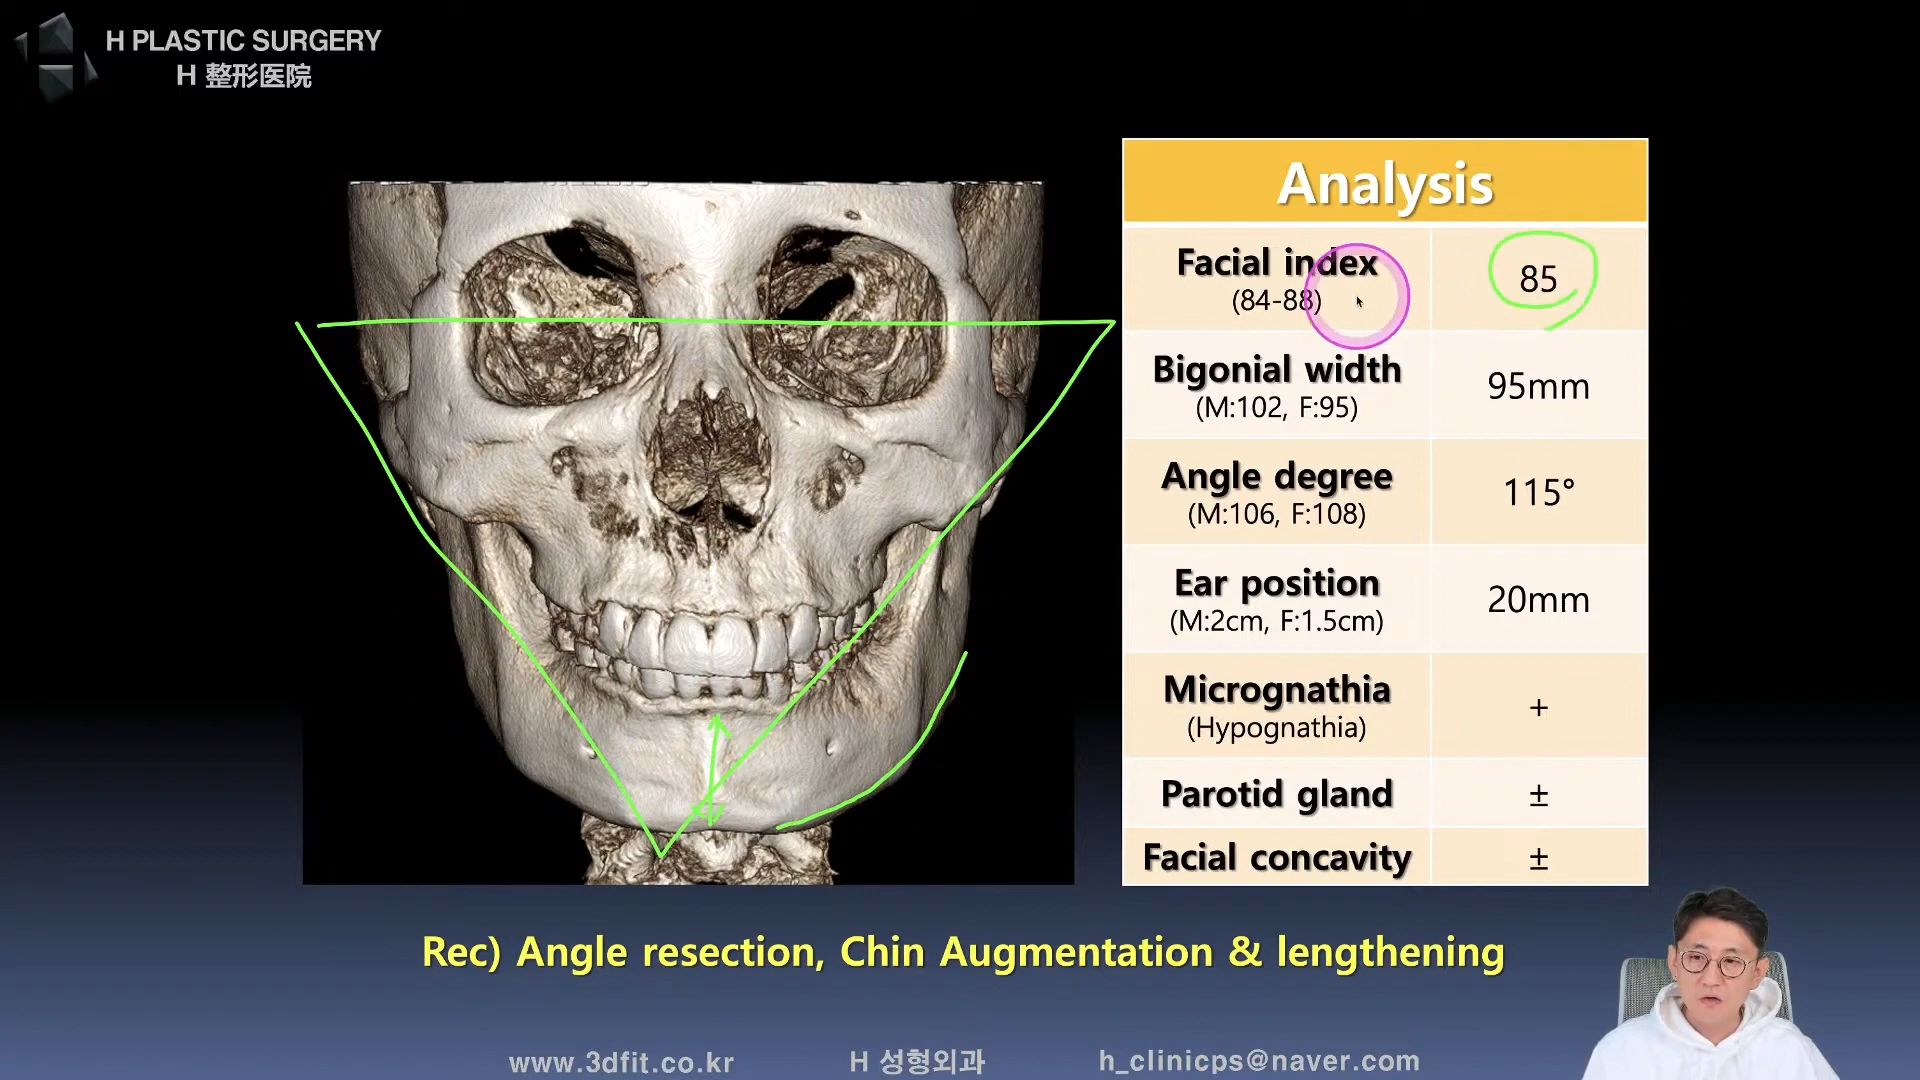 H PLASTIC SURGERY
H 整形医院
Analysis
Facial index
(84-88)
85
Bigonial width
(M:102, F:95)
95mm
Angle degree
(M:106, F:108)
115°
Ear position
(M:2cm, F:1.5cm)
20mm
Micrognathia
(Hypognathia)
+
Parotid gland
±
Facial concavity
±
Rec) Angle resection, Chin Augmentation & lengthening
www.3dfit.co.kr
H 성형외과
h_clinicps@naver.com